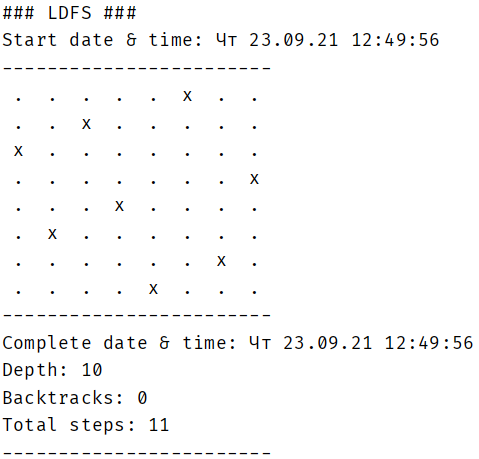 ### LDFS ###
Start date & time: Чт 23.09.21 12:49:56
------------------------
 .  .  .  .  .  x  .  .
 .  .  x  .  .  .  .  .
 x  .  .  .  .  .  .  .
 .  .  .  .  .  .  .  x
 .  .  .  x  .  .  .  .
 .  x  .  .  .  .  .  .
 .  .  .  .  .  .  x  .
 .  .  .  .  x  .  .  .
------------------------
Complete date & time: Чт 23.09.21 12:49:56
Depth: 10
Backtracks: 0
Total steps: 11
------------------------